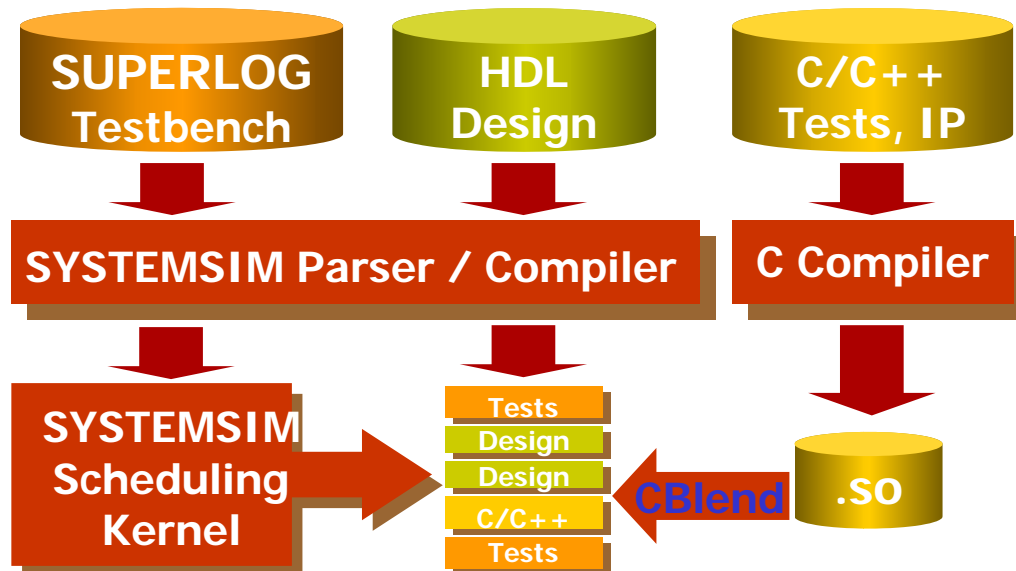 SUPERLOG
Testbench
HDL
Design
C/C++
Tests, IP
SYSTEMSIM Parser / Compiler
C Compiler
SYSTEMSIM
Scheduling
Kernel
Tests
Design
Design
C/C++
Tests
CBlend
.so